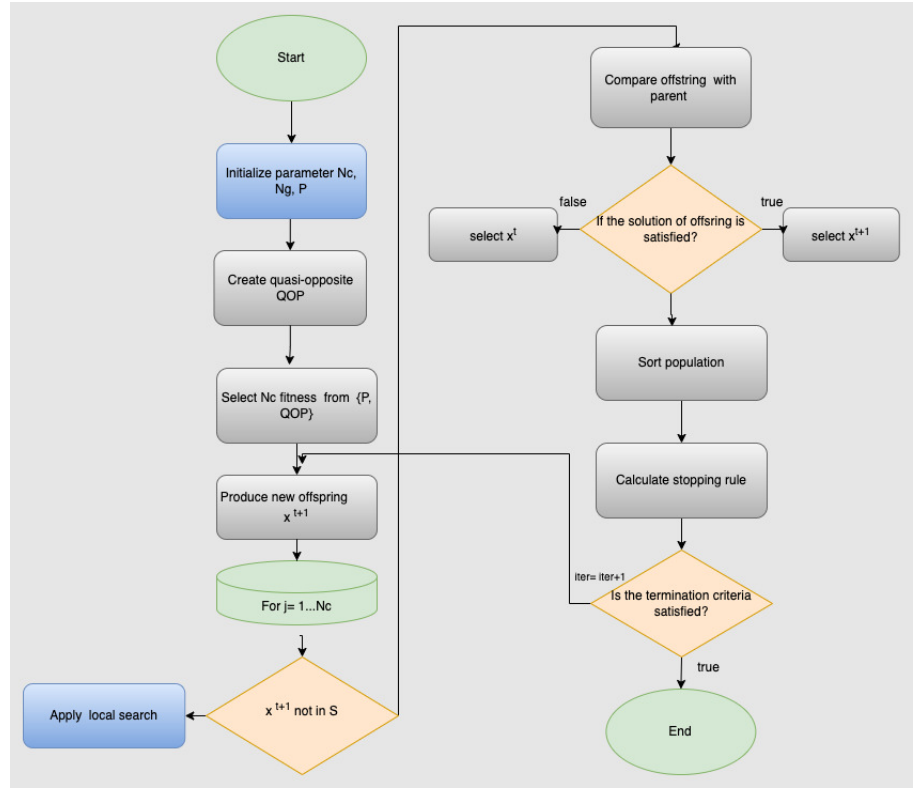 Start
Initialize parameter Nc,
Ng, P
Create quasi-opposite
QOP
Select Nc fitness from {P,
QOP}
Produce new offspring
x t+1
For j= 1...Nc
x t+1 not in S
Apply local search
Compare offstring with
parent
If the solution of offsring is
satisfied?
false
true
select xt
select xt+1
Sort population
Calculate stopping rule
iter= iter+1
Is the termination criteria
satisfied?
true
End